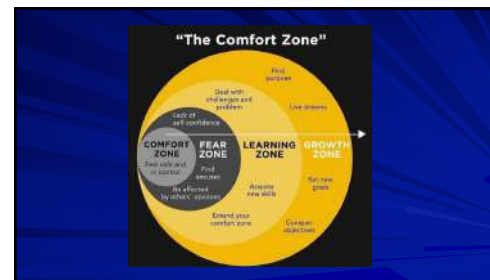 "The Comfort Zone"
Find
purpose
Deal with
challenges and
problem
Live dreams
Lack of
self-confidence
COMFORT
ZONE
Feel safe and
in control
FEAR
ZONE
Find
excuses
Be affected
by others' opinions
LEARNING
ZONE
Acquire
new skills
Extend your
comfort zone
GROWTH
ZONE
Set new
goals
Conquer
objectives